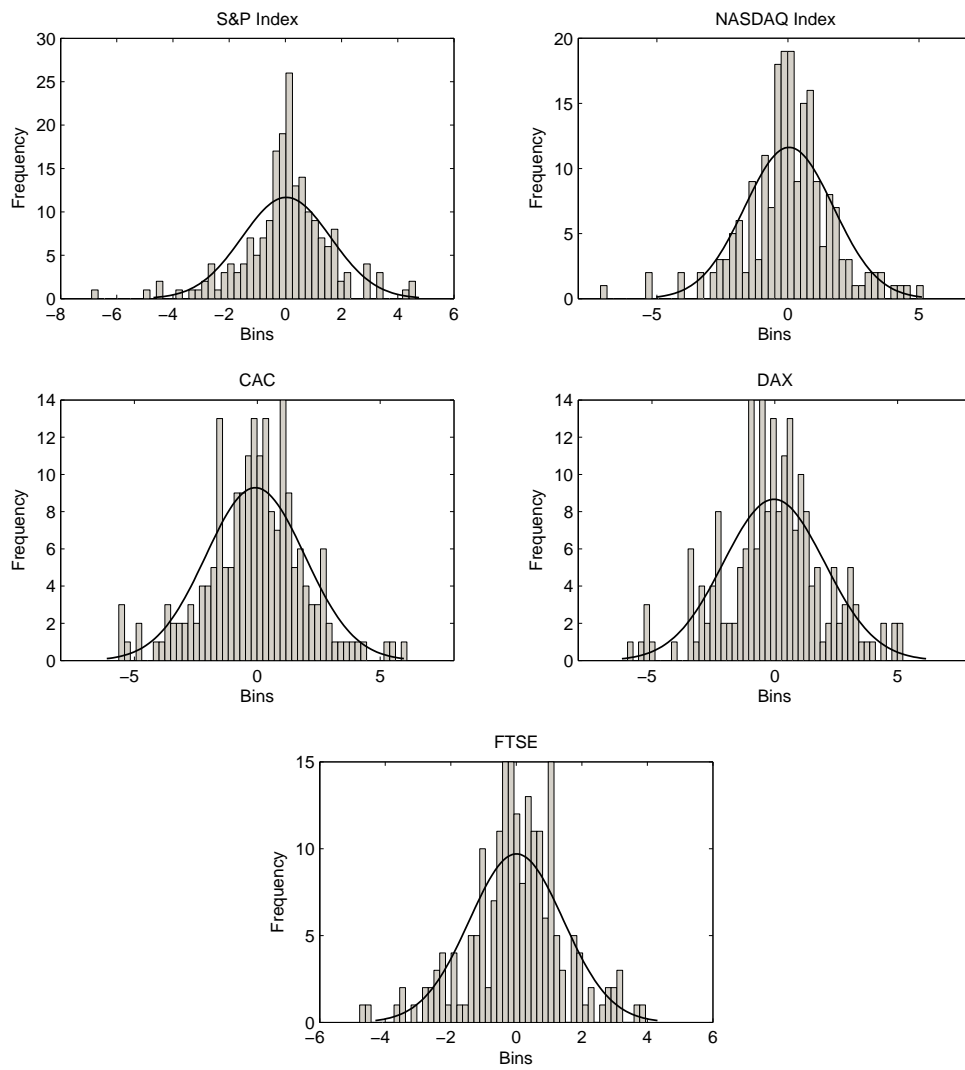 S&P Index
30
25
20
15
10
5
0
Frequency
−8 −6 −4 −2 0 2 4 6
Bins
NASDAQ Index
20
15
10
5
0
Frequency
−5 0 5
Bins
CAC
14
12
10
8
6
4
2
0
Frequency
−5 0 5
Bins
DAX
14
12
10
8
6
4
2
0
Frequency
−5 0 5
Bins
FTSE
15
10
5
0
Frequency
−6 −4 −2 0 2 4 6
Bins